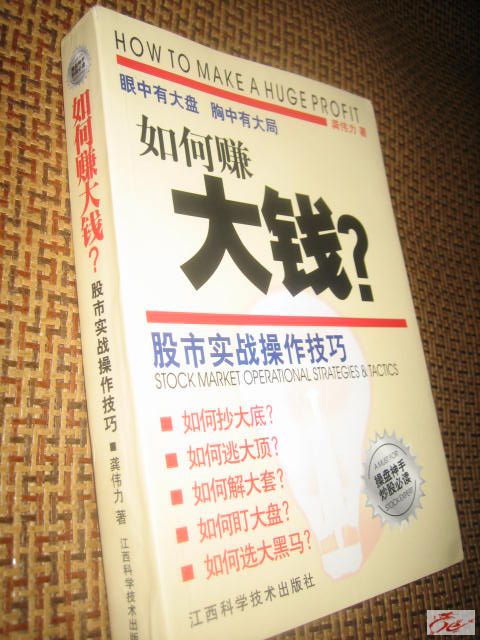 HOW TO MAKE A HUGE PROFIT
龚伟力 著
眼中有大盘 胸中有大局
如何赚
大钱?
股市实战操作技巧
STOCK MARKET OPERATIONAL STRATEGIES & TACTICS
■ 如何抄大底?
■ 如何逃大顶?
■ 如何解大套?
■ 如何盯大盘?
■ 如何选大黑马?
A MUST FOR
操盘神手
炒股必读
STOCK EXPERT
江西科学技术出版社
如何赚大钱?
股市实战操作技巧
■ 龚伟力 著
江西科学技术出版社